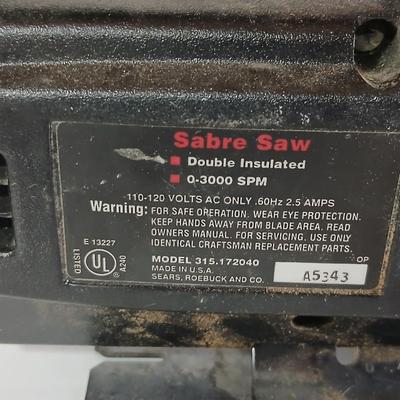 Sabre Saw
Double Insulated
0-3000 SPM
110-120 VOLTS AC ONLY .60Hz 2.5 AMPS
Warning: FOR SAFE OPERATION. WEAR EYE PROTECTION.
KEEP HANDS AWAY FROM BLADE AREA. READ
OWNERS MANUAL. FOR SERVICING. USE ONLY
IDENTICAL CRAFTSMAN REPLACEMENT PARTS.
E 13227
LISTED UL A240
MODEL 315.172040
MADE IN U.S.A.
SEARS, ROEBUCK AND CO.
OP
A5343